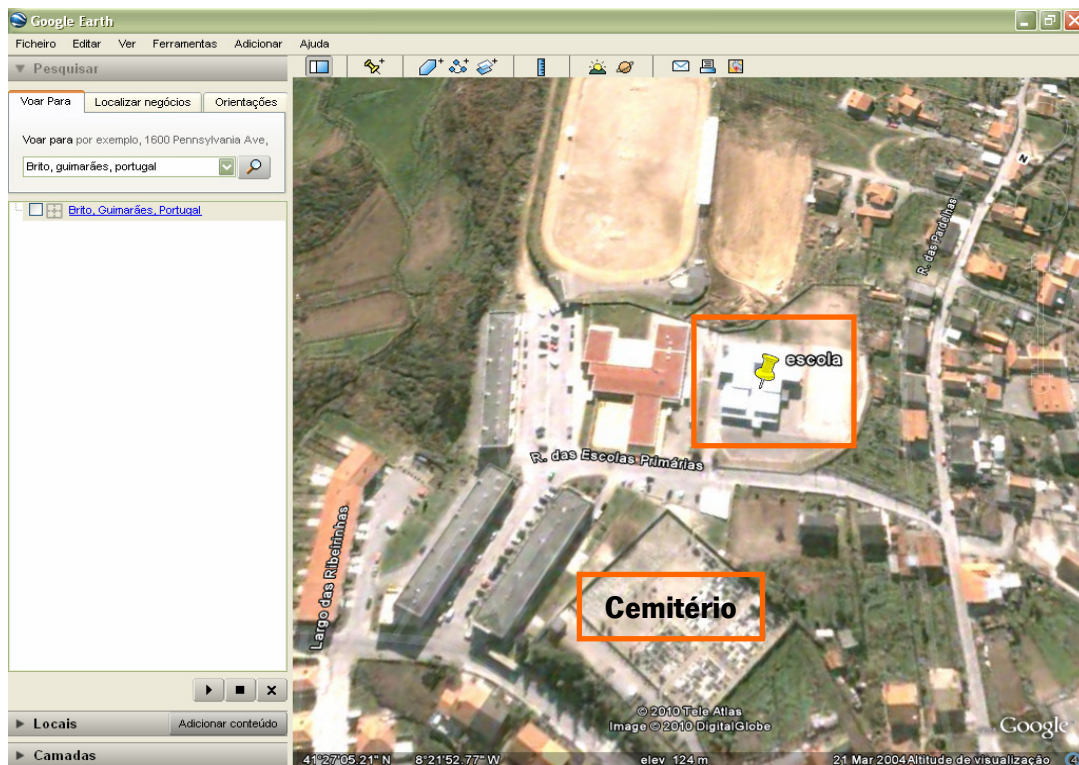 Google Earth
Ficheiro Editar Ver Ferramentas Adicionar Ajuda
Pesquisar
Voar Para Localizar negócios Orientações
Voar para por exemplo, 1600 Pennsylvania Ave,
Brito, guimarães, portugal
Brito, Guimarães, Portugal
Locais Adicionar conteúdo
Camadas
N
R. das Pardelhas
escola
R. das Escolas Primárias
Largo das Ribeirinhas
Cemitério
© 2010 Tele Atlas
Image © 2010 DigitalGlobe
Google
41°27'05.21" N 8°21'52.77" W elev 124 m 21 Mar 2004 Altitude de visualização